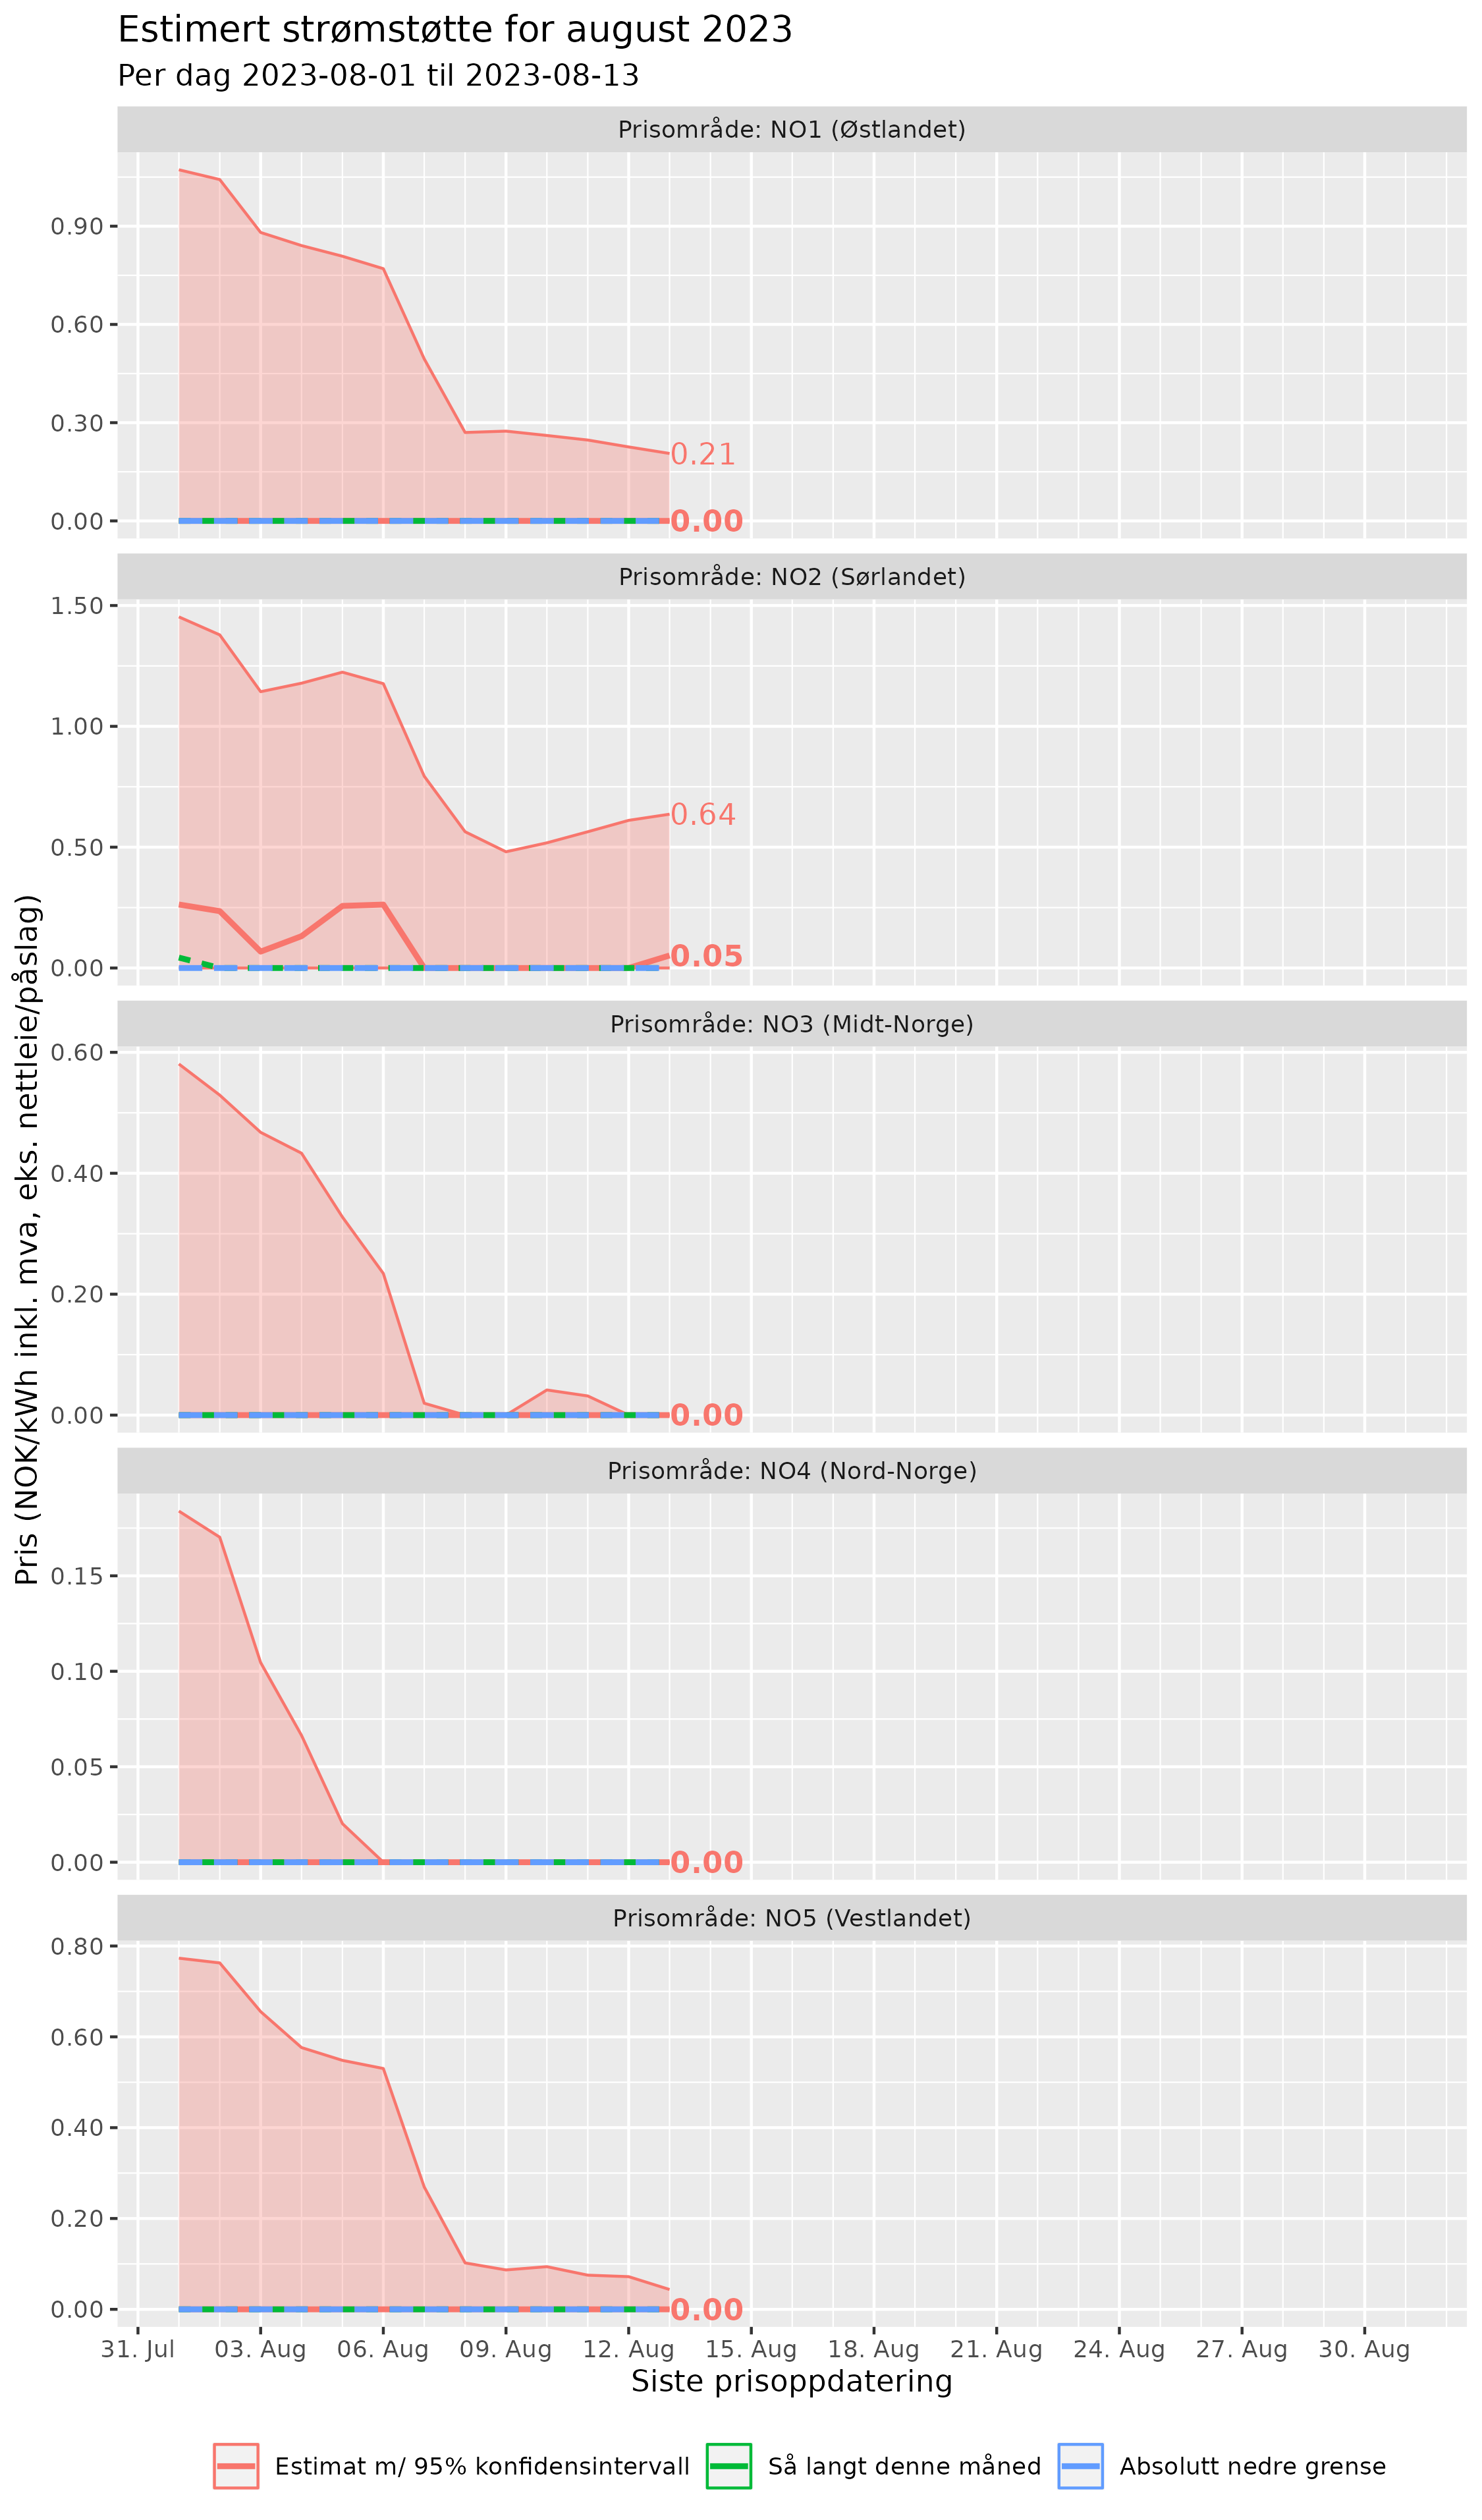 Estimert strømstøtte for august 2023
Per dag 2023-08-01 til 2023-08-13
Pris (NOK/kWh inkl. mva, eks. nettleie/påslag)
Prisområde: NO1 (Østlandet)
0.90
0.60
0.30
0.00
0.21
0.00
Prisområde: NO2 (Sørlandet)
1.50
1.00
0.50
0.00
0.64
0.05
Prisområde: NO3 (Midt-Norge)
0.60
0.40
0.20
0.00
0.00
Prisområde: NO4 (Nord-Norge)
0.15
0.10
0.05
0.00
0.00
Prisområde: NO5 (Vestlandet)
0.80
0.60
0.40
0.20
0.00
0.00
31. Jul 03. Aug 06. Aug 09. Aug 12. Aug 15. Aug 18. Aug 21. Aug 24. Aug 27. Aug 30. Aug
Siste prisoppdatering
Estimat m/ 95% konfidensintervall Så langt denne måned Absolutt nedre grense